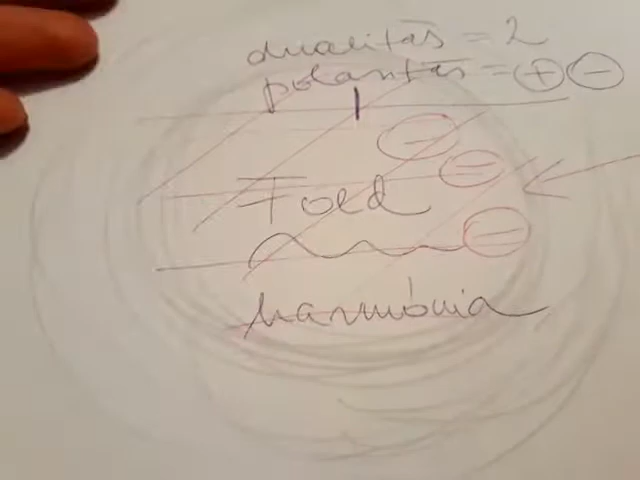 dualitás = 2
polaritás = + -
Föld
harmónia